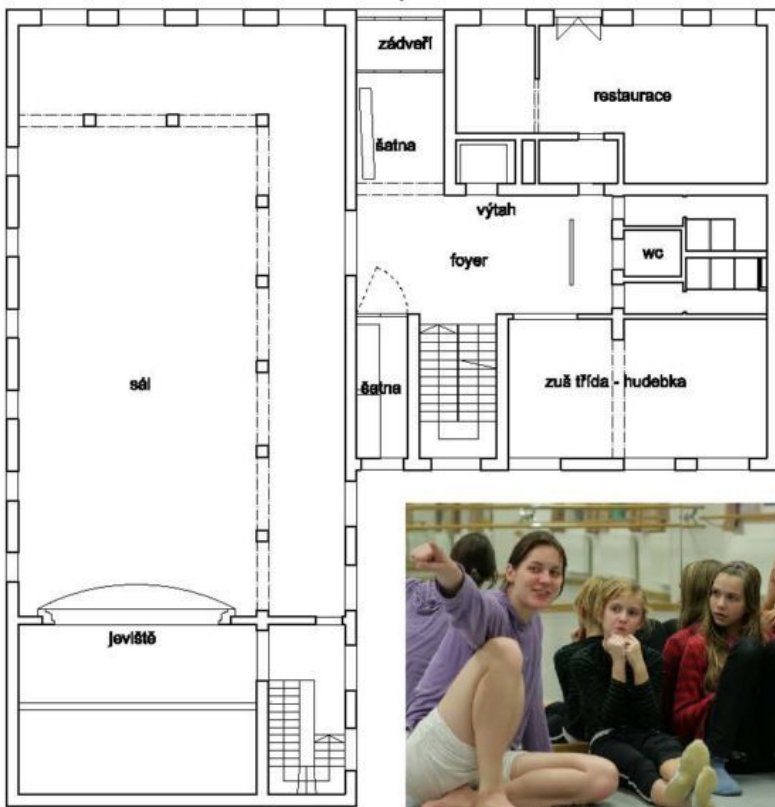 zádveří
restaurace
šatna
výtah
foyer
wc
sál
šatna
zuš třída - hudebka
jeviště